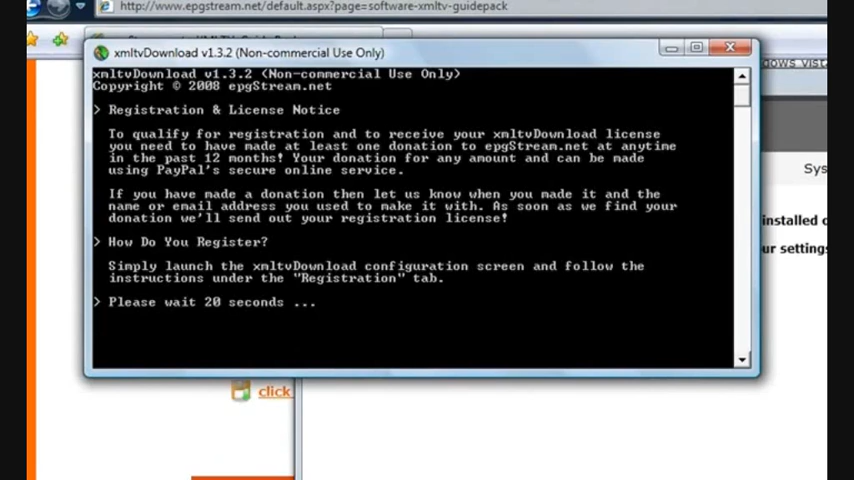 http://www.epgstream.net/default.aspx?page=software-xmltv-guidepack
xmltvDownload v1.3.2 (Non-commercial Use Only)
xmltvDownload v1.3.2 (Non-commercial Use Only)
Copyright © 2008 epgStream.net
> Registration & License Notice
To qualify for registration and to receive your xmltvDownload license
you need to have made at least one donation to epgStream.net at anytime
in the past 12 months! Your donation for any amount and can be made
using PayPal's secure online service.
If you have made a donation then let us know when you made it and the
name or email address you used to make it with. As soon as we find your
donation we'll send out your registration license!
> How Do You Register?
Simply launch the xmltvDownload configuration screen and follow the
instructions under the "Registration" tab.
> Please wait 20 seconds ...
Sys
installed
ur settings
click